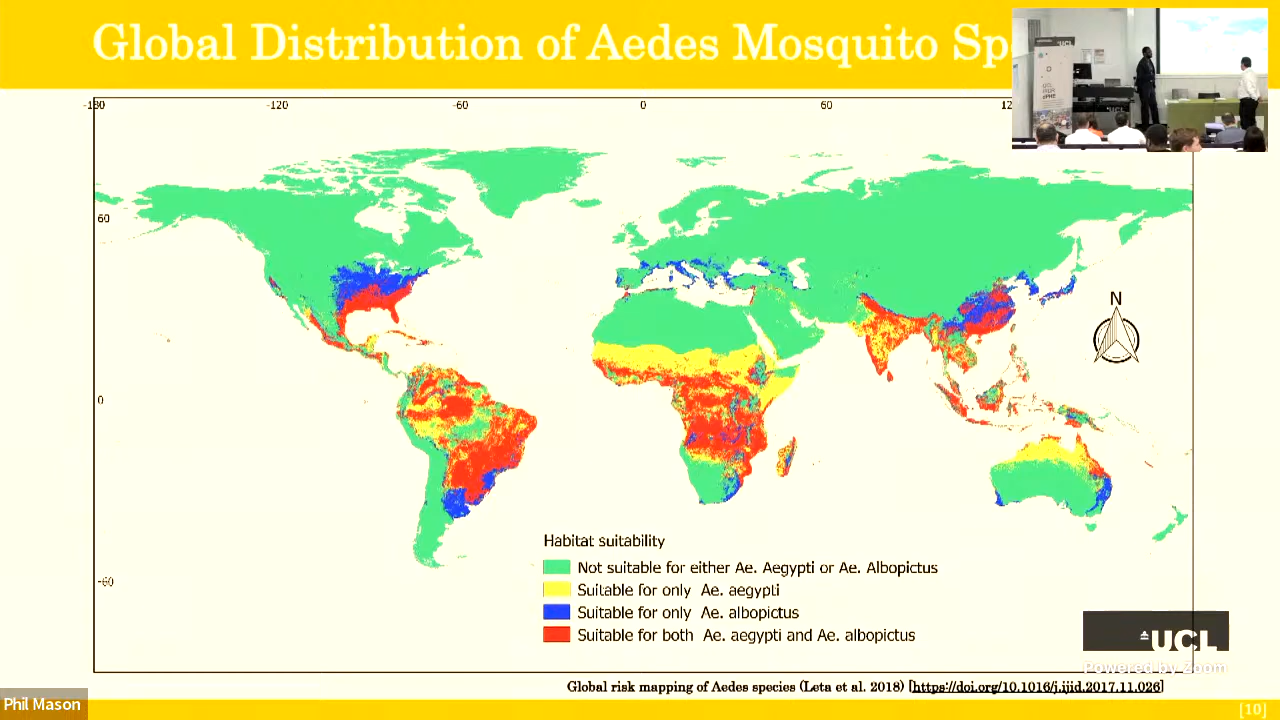 Global Distribution of Aedes Mosquito
UCL
UCL
-180 -120 -60 0 60
60
N
0
-60
Habitat suitability
Not suitable for either Ae. Aegypti or Ae. Albopictus
Suitable for only Ae. aegypti
Suitable for only Ae. albopictus
Suitable for both Ae. aegypti and Ae. albopictus
UCL
Powered by Zoom
Global risk mapping of Aedes species (Leta et al. 2018) [https://doi.org/10.1016/j.ijid.2017.11.026]
Phil Mason
[10]